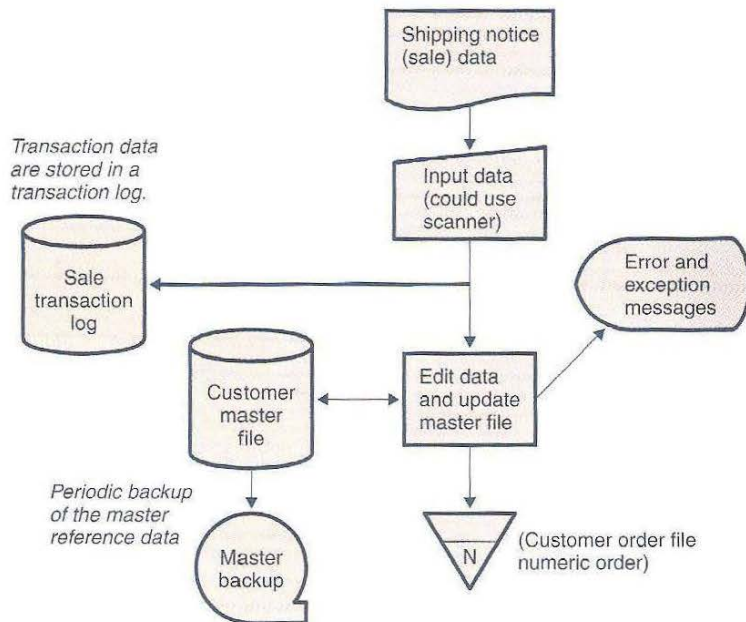 Shipping notice
(sale) data
Transaction data
are stored in a
transaction log.
Input data
(could use
scanner)
Sale
transaction
log
Error and
exception
messages
Customer
master
file
Edit data
and update
master file
Periodic backup
of the master
reference data
Master
backup
N
(Customer order file
numeric order)